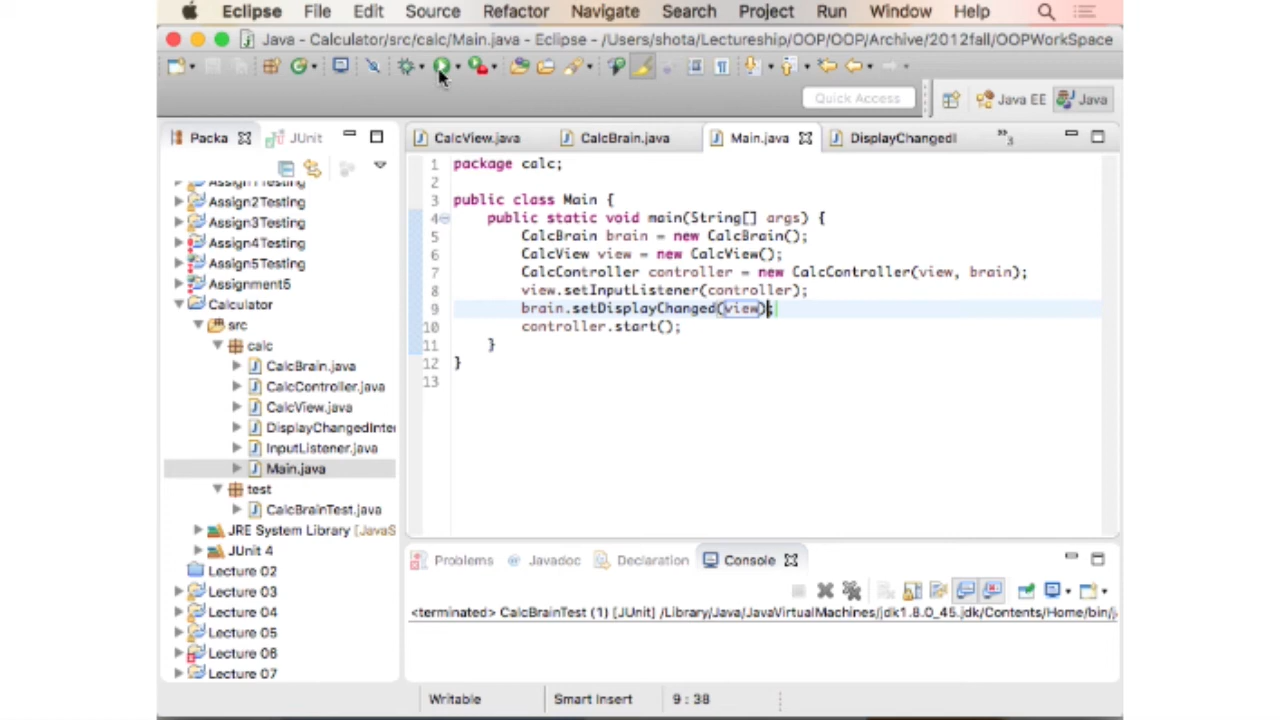 Eclipse File Edit Source Refactor Navigate Search Project Run Window Help
Java - Calculator/src/calc/Main.java - Eclipse - /Users/shota/Lectureship/OOP/OOP/Archive/2012fall/OOPWorkSpace
Quick Access
Java EE
Java
Packa
JUnit
Assign1Testing
Assign2Testing
Assign3Testing
Assign4Testing
Assign5Testing
Assignment5
Calculator
src
calc
CalcBrain.java
CalcController.java
CalcView.java
DisplayChangedInte
InputListener.java
Main.java
test
CalcBrainTest.java
JRE System Library [JavaS
JUnit 4
Lecture 02
Lecture 03
Lecture 04
Lecture 05
Lecture 06
Lecture 07
CalcView.java CalcBrain.java Main.java DisplayChangedI »3
1 package calc;
2
3 public class Main {
4 public static void main(String[] args) {
5 CalcBrain brain = new CalcBrain();
6 CalcView view = new CalcView();
7 CalcController controller = new CalcController(view, brain);
8 view.setInputListener(controller);
9 brain.setDisplayChanged(view);
10 controller.start();
11 }
12 }
13
Problems @ Javadoc Declaration Console
<terminated> CalcBrainTest (1) [JUnit] /Library/Java/JavaVirtualMachines/jdk1.8.0_45.jdk/Contents/Home/bin/j
Writable Smart Insert 9 : 38